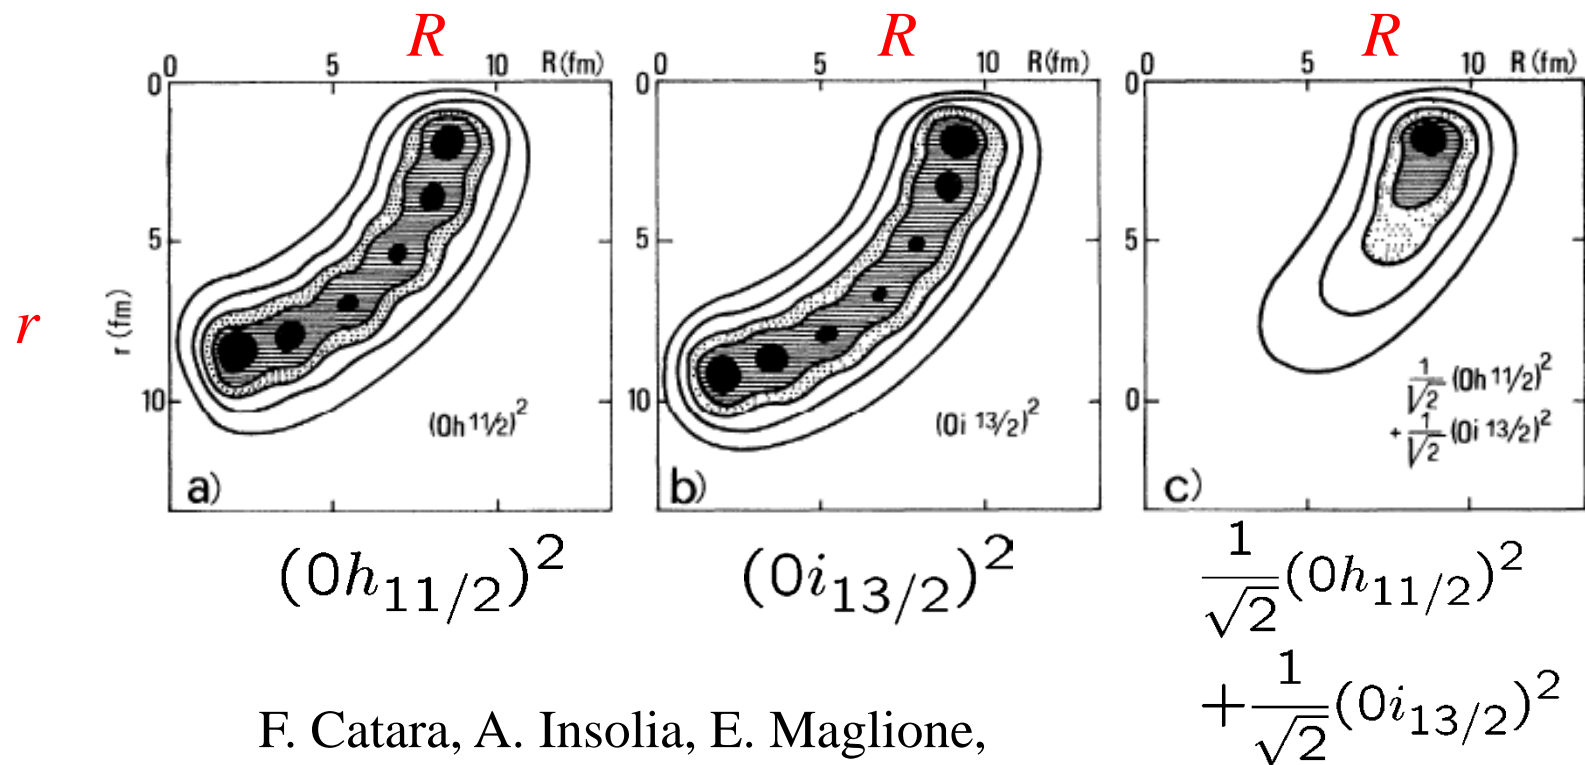 R R R
0 5 10 R(fm) 0 5 10 R(fm) 0 5 10 R(fm)
0 0 0
5 5 5
r r(fm)
10 10 0
(0h 11/2)² (0i 13/2)² 1/√2 (0h 11/2)²
+ 1/√2 (0i 13/2)²
a) b) c)
(0h₁₁/₂)² (0i₁₃/₂)² 1/√2 (0h₁₁/₂)²
+ 1/√2 (0i₁₃/₂)²
F. Catara, A. Insolia, E. Maglione,